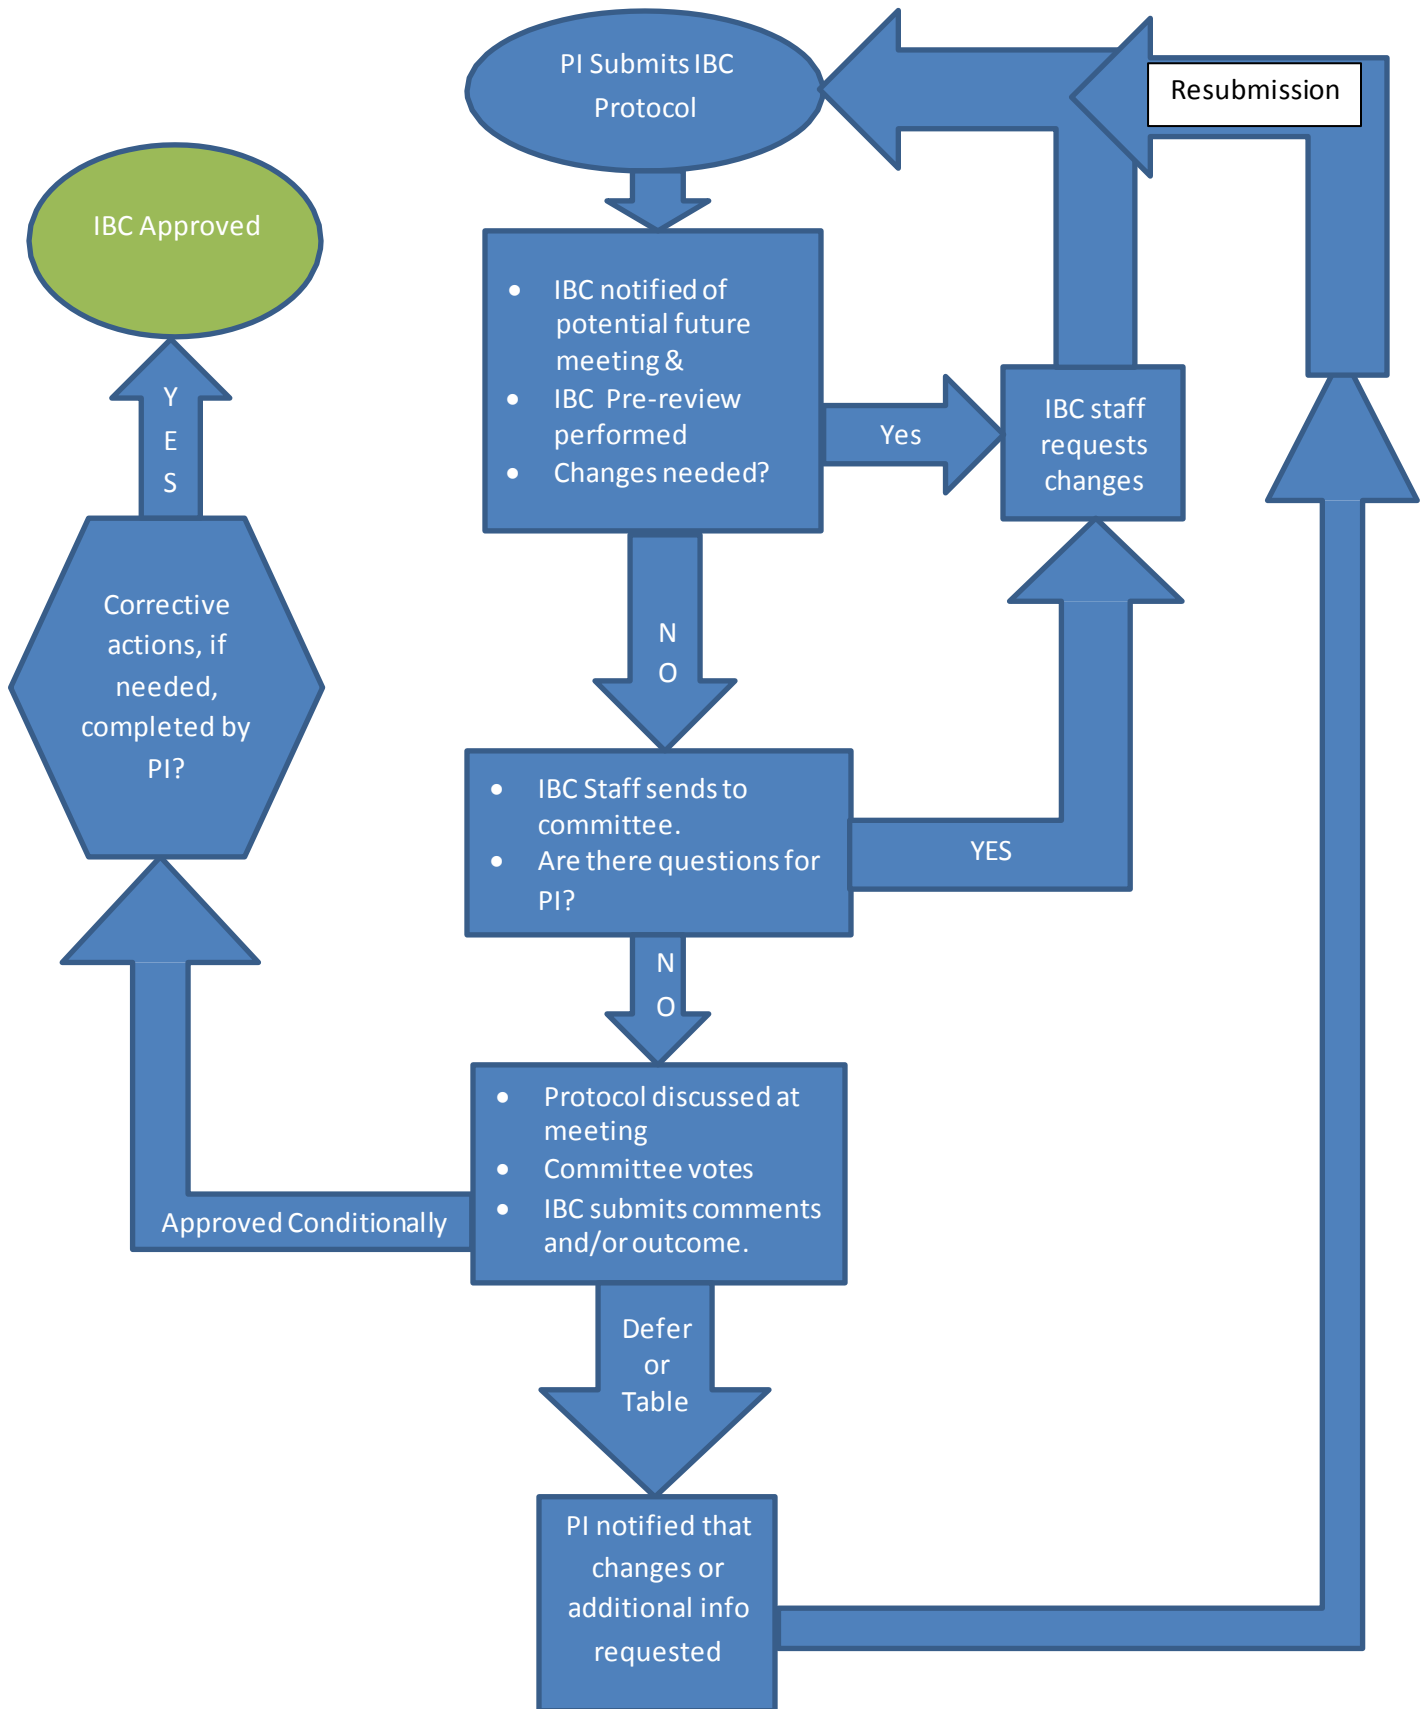 PI Submits IBC
Protocol
Resubmission
IBC Approved
• IBC notified of
potential future
meeting &
• IBC Pre-review
performed
• Changes needed?
Yes
IBC staff
requests
changes
Y
E
S
N
O
Corrective
actions, if
needed,
completed by
PI?
• IBC Staff sends to
committee.
• Are there questions for
PI?
YES
N
O
• Protocol discussed at
meeting
• Committee votes
• IBC submits comments
and/or outcome.
Approved Conditionally
Defer
or
Table
PI notified that
changes or
additional info
requested